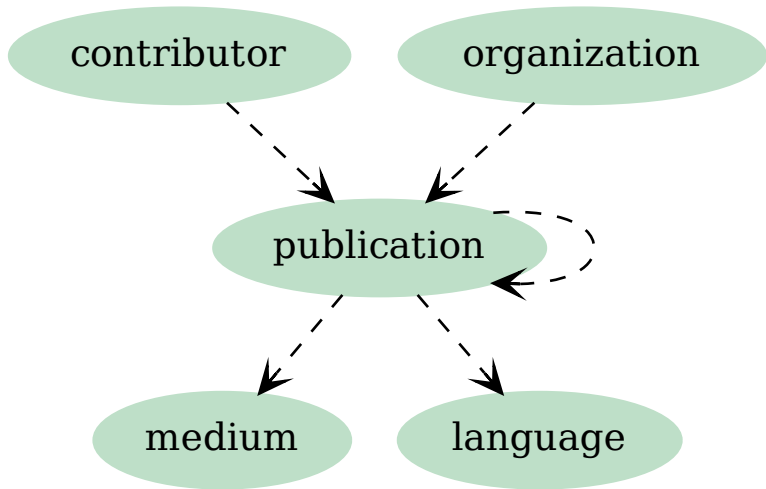 contributor
organization
publication
medium
language